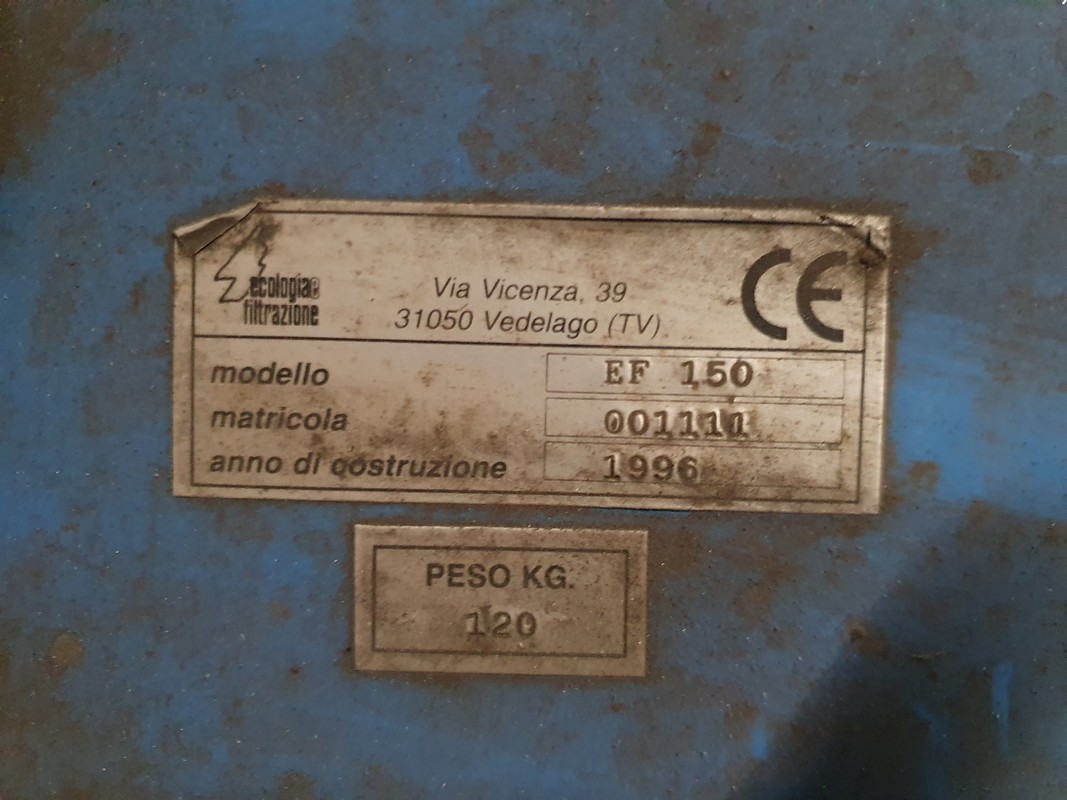 ecologia e
filtrazione
Via Vicenza, 39
31050 Vedelago (TV)
CE
modello EF 150
matricola 001111
anno di costruzione 1996
PESO KG.
120